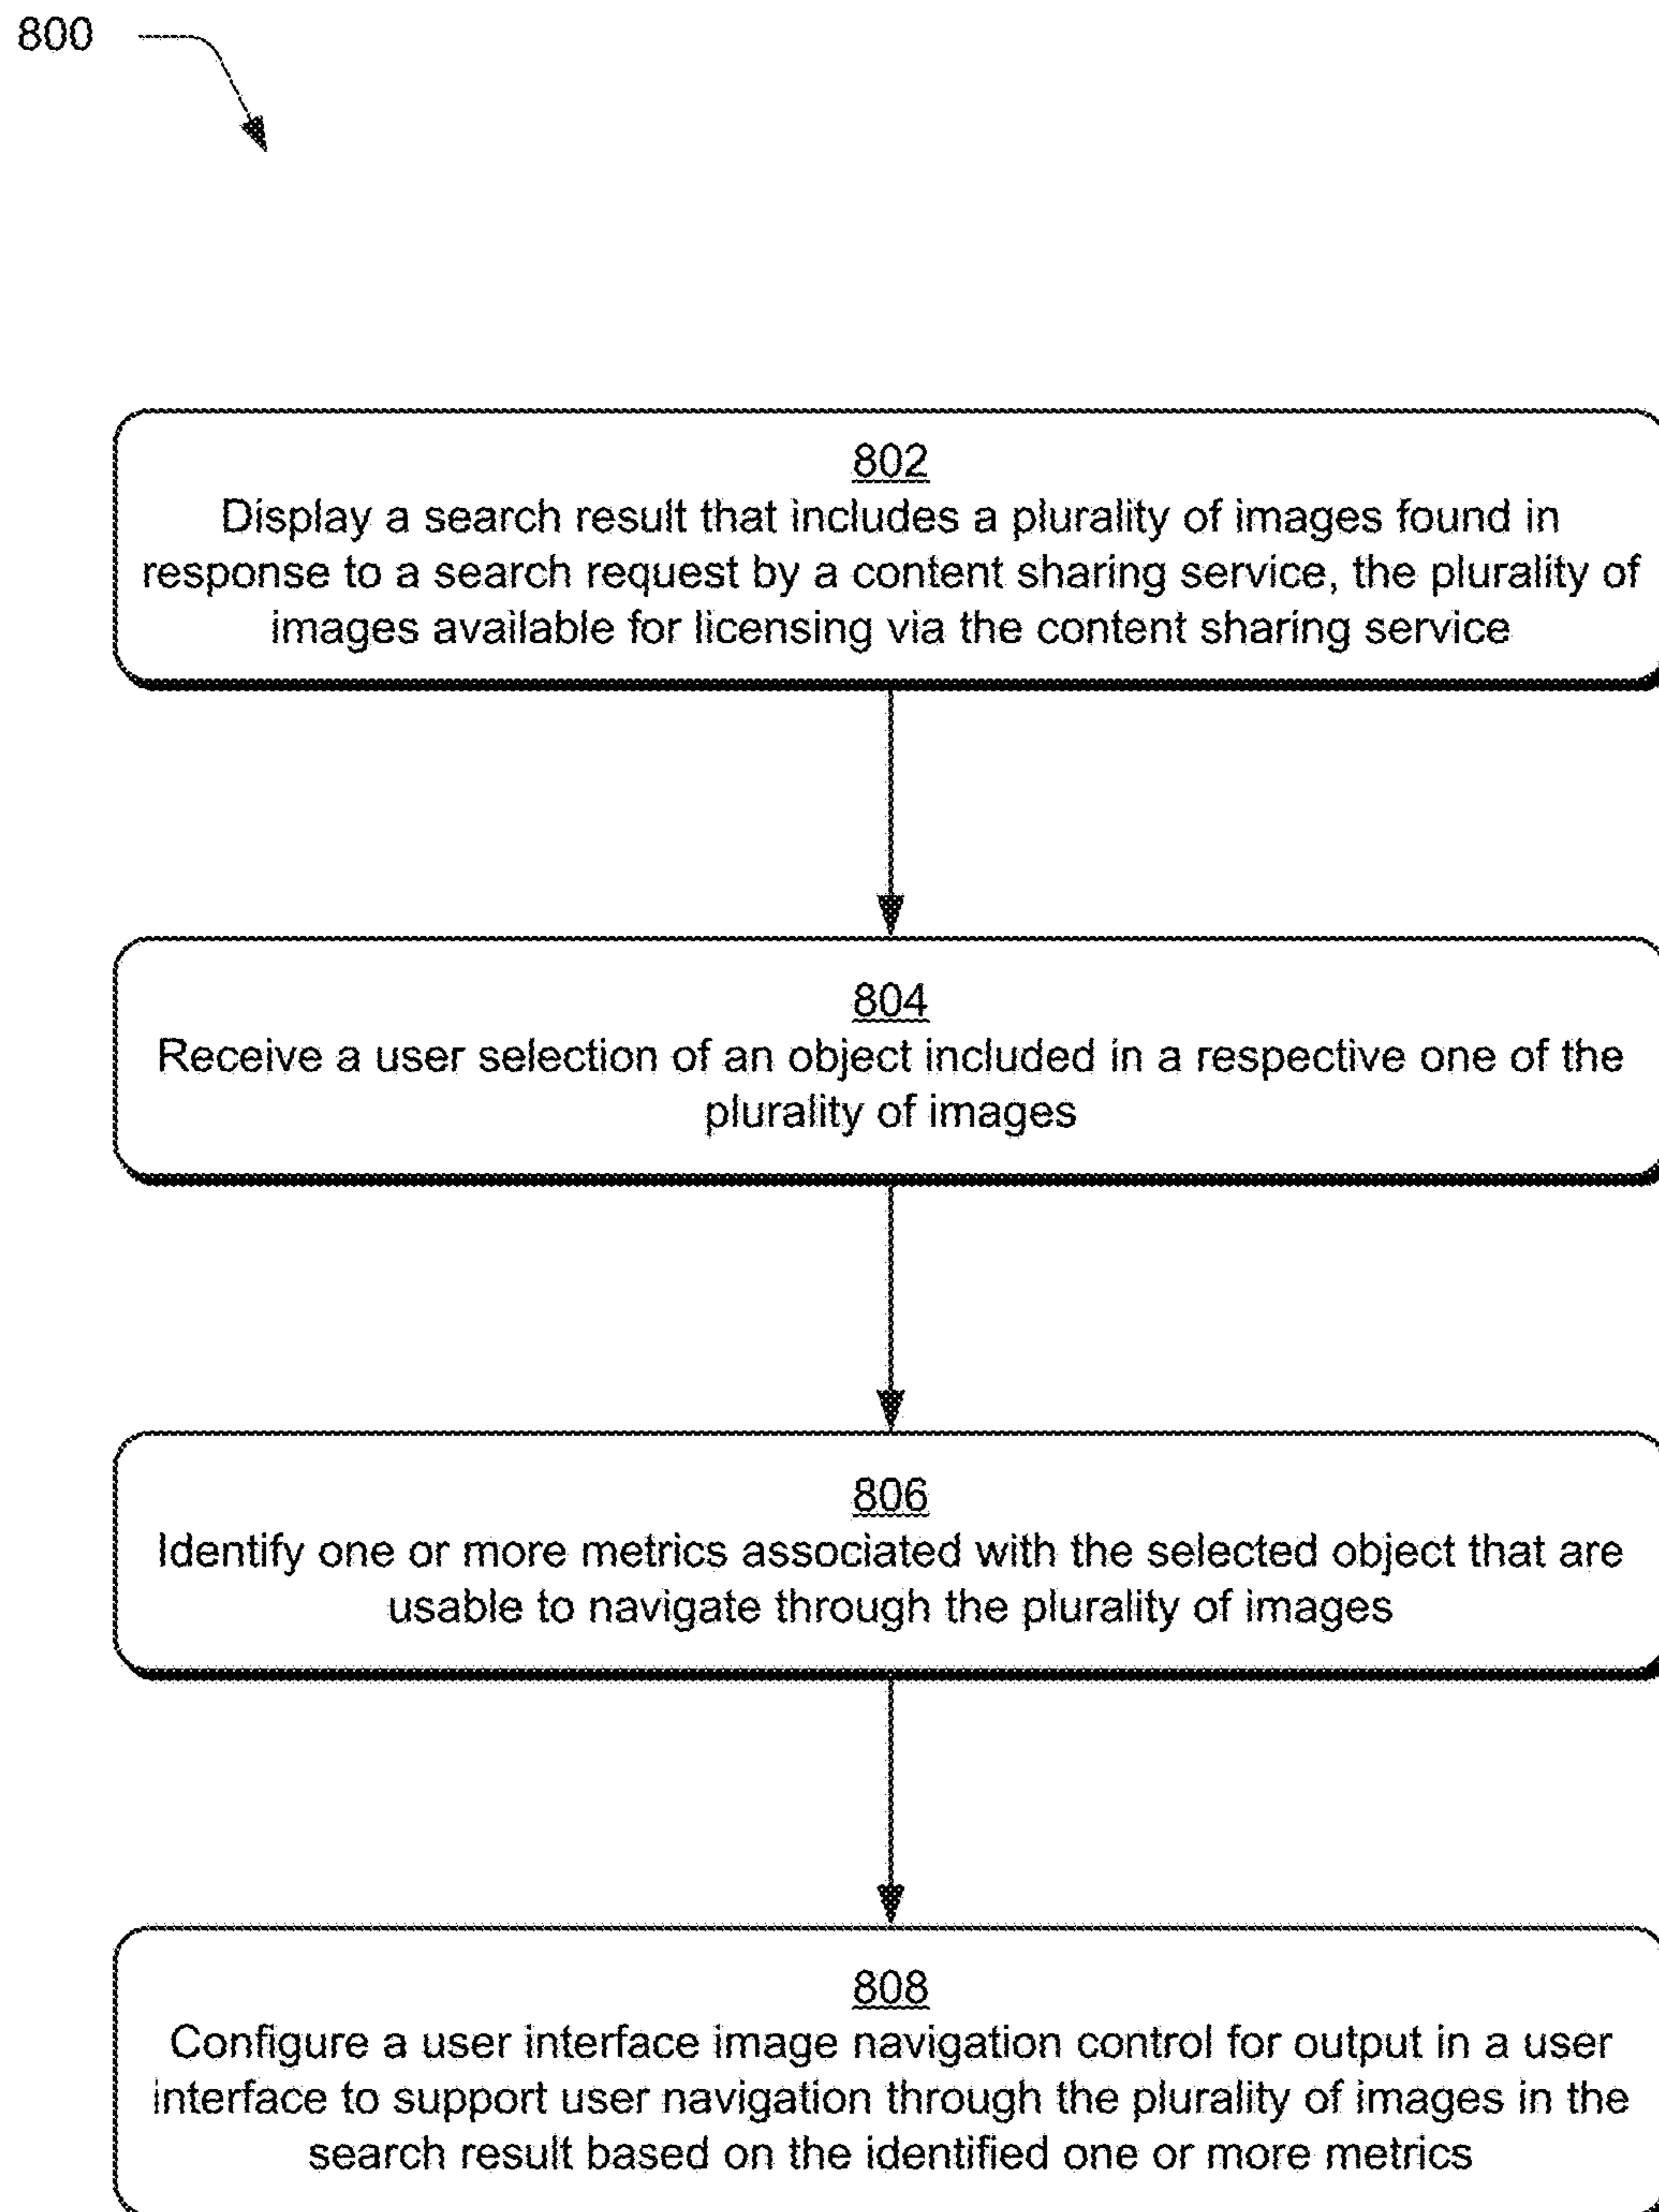 800
802
Display a search result that includes a plurality of images found in
response to a search request by a content sharing service, the plurality of
images available for licensing via the content sharing service
804
Receive a user selection of an object included in a respective one of the
plurality of images
806
Identify one or more metrics associated with the selected object that are
usable to navigate through the plurality of images
808
Configure a user interface image navigation control for output in a user
interface to support user navigation through the plurality of images in the
search result based on the identified one or more metrics